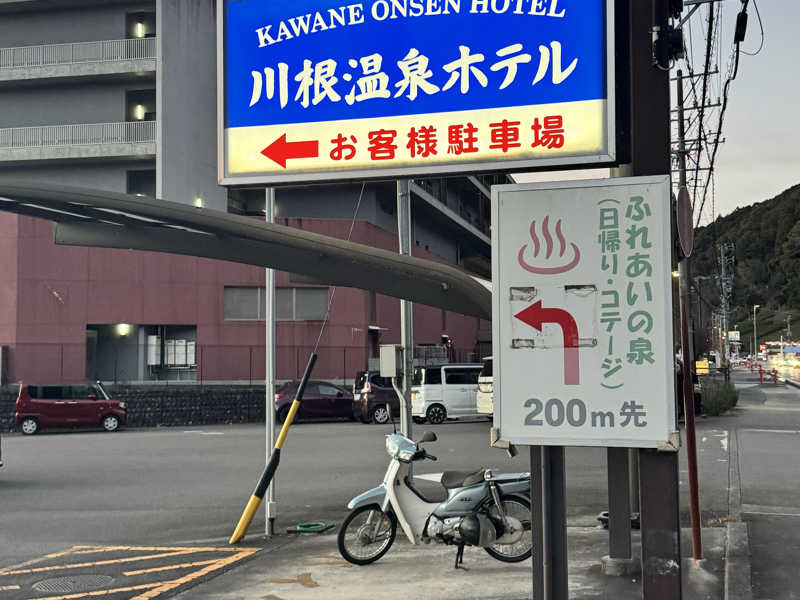 KAWANE ONSEN HOTEL
川根温泉ホテル
お客様駐車場
ふれあいの泉
(日帰り・コテージ)
200m先